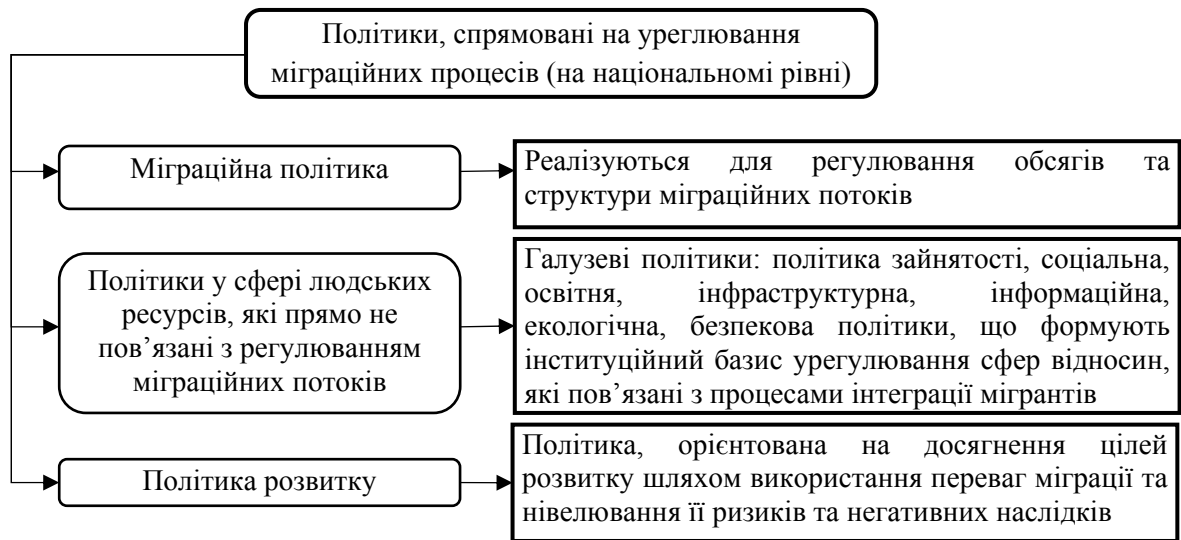 Політики, спрямовані на уреглювання
міграційних процесів (на національномі рівні)
Міграційна політика
Реалізуються для регулювання обсягів та
структури міграційних потоків
Політики у сфері людських
ресурсів, які прямо не
пов’язані з регулюванням
міграційних потоків
Галузеві політики: політика зайнятості, соціальна,
освітня, інфраструктурна, інформаційна,
екологічна, безпекова політики, що формують
інституційний базис урегулювання сфер відносин,
які пов’язані з процесами інтеграції мігрантів
Політика розвитку
Політика, орієнтована на досягнення цілей
розвитку шляхом використання переваг міграції та
нівелювання її ризиків та негативних наслідків